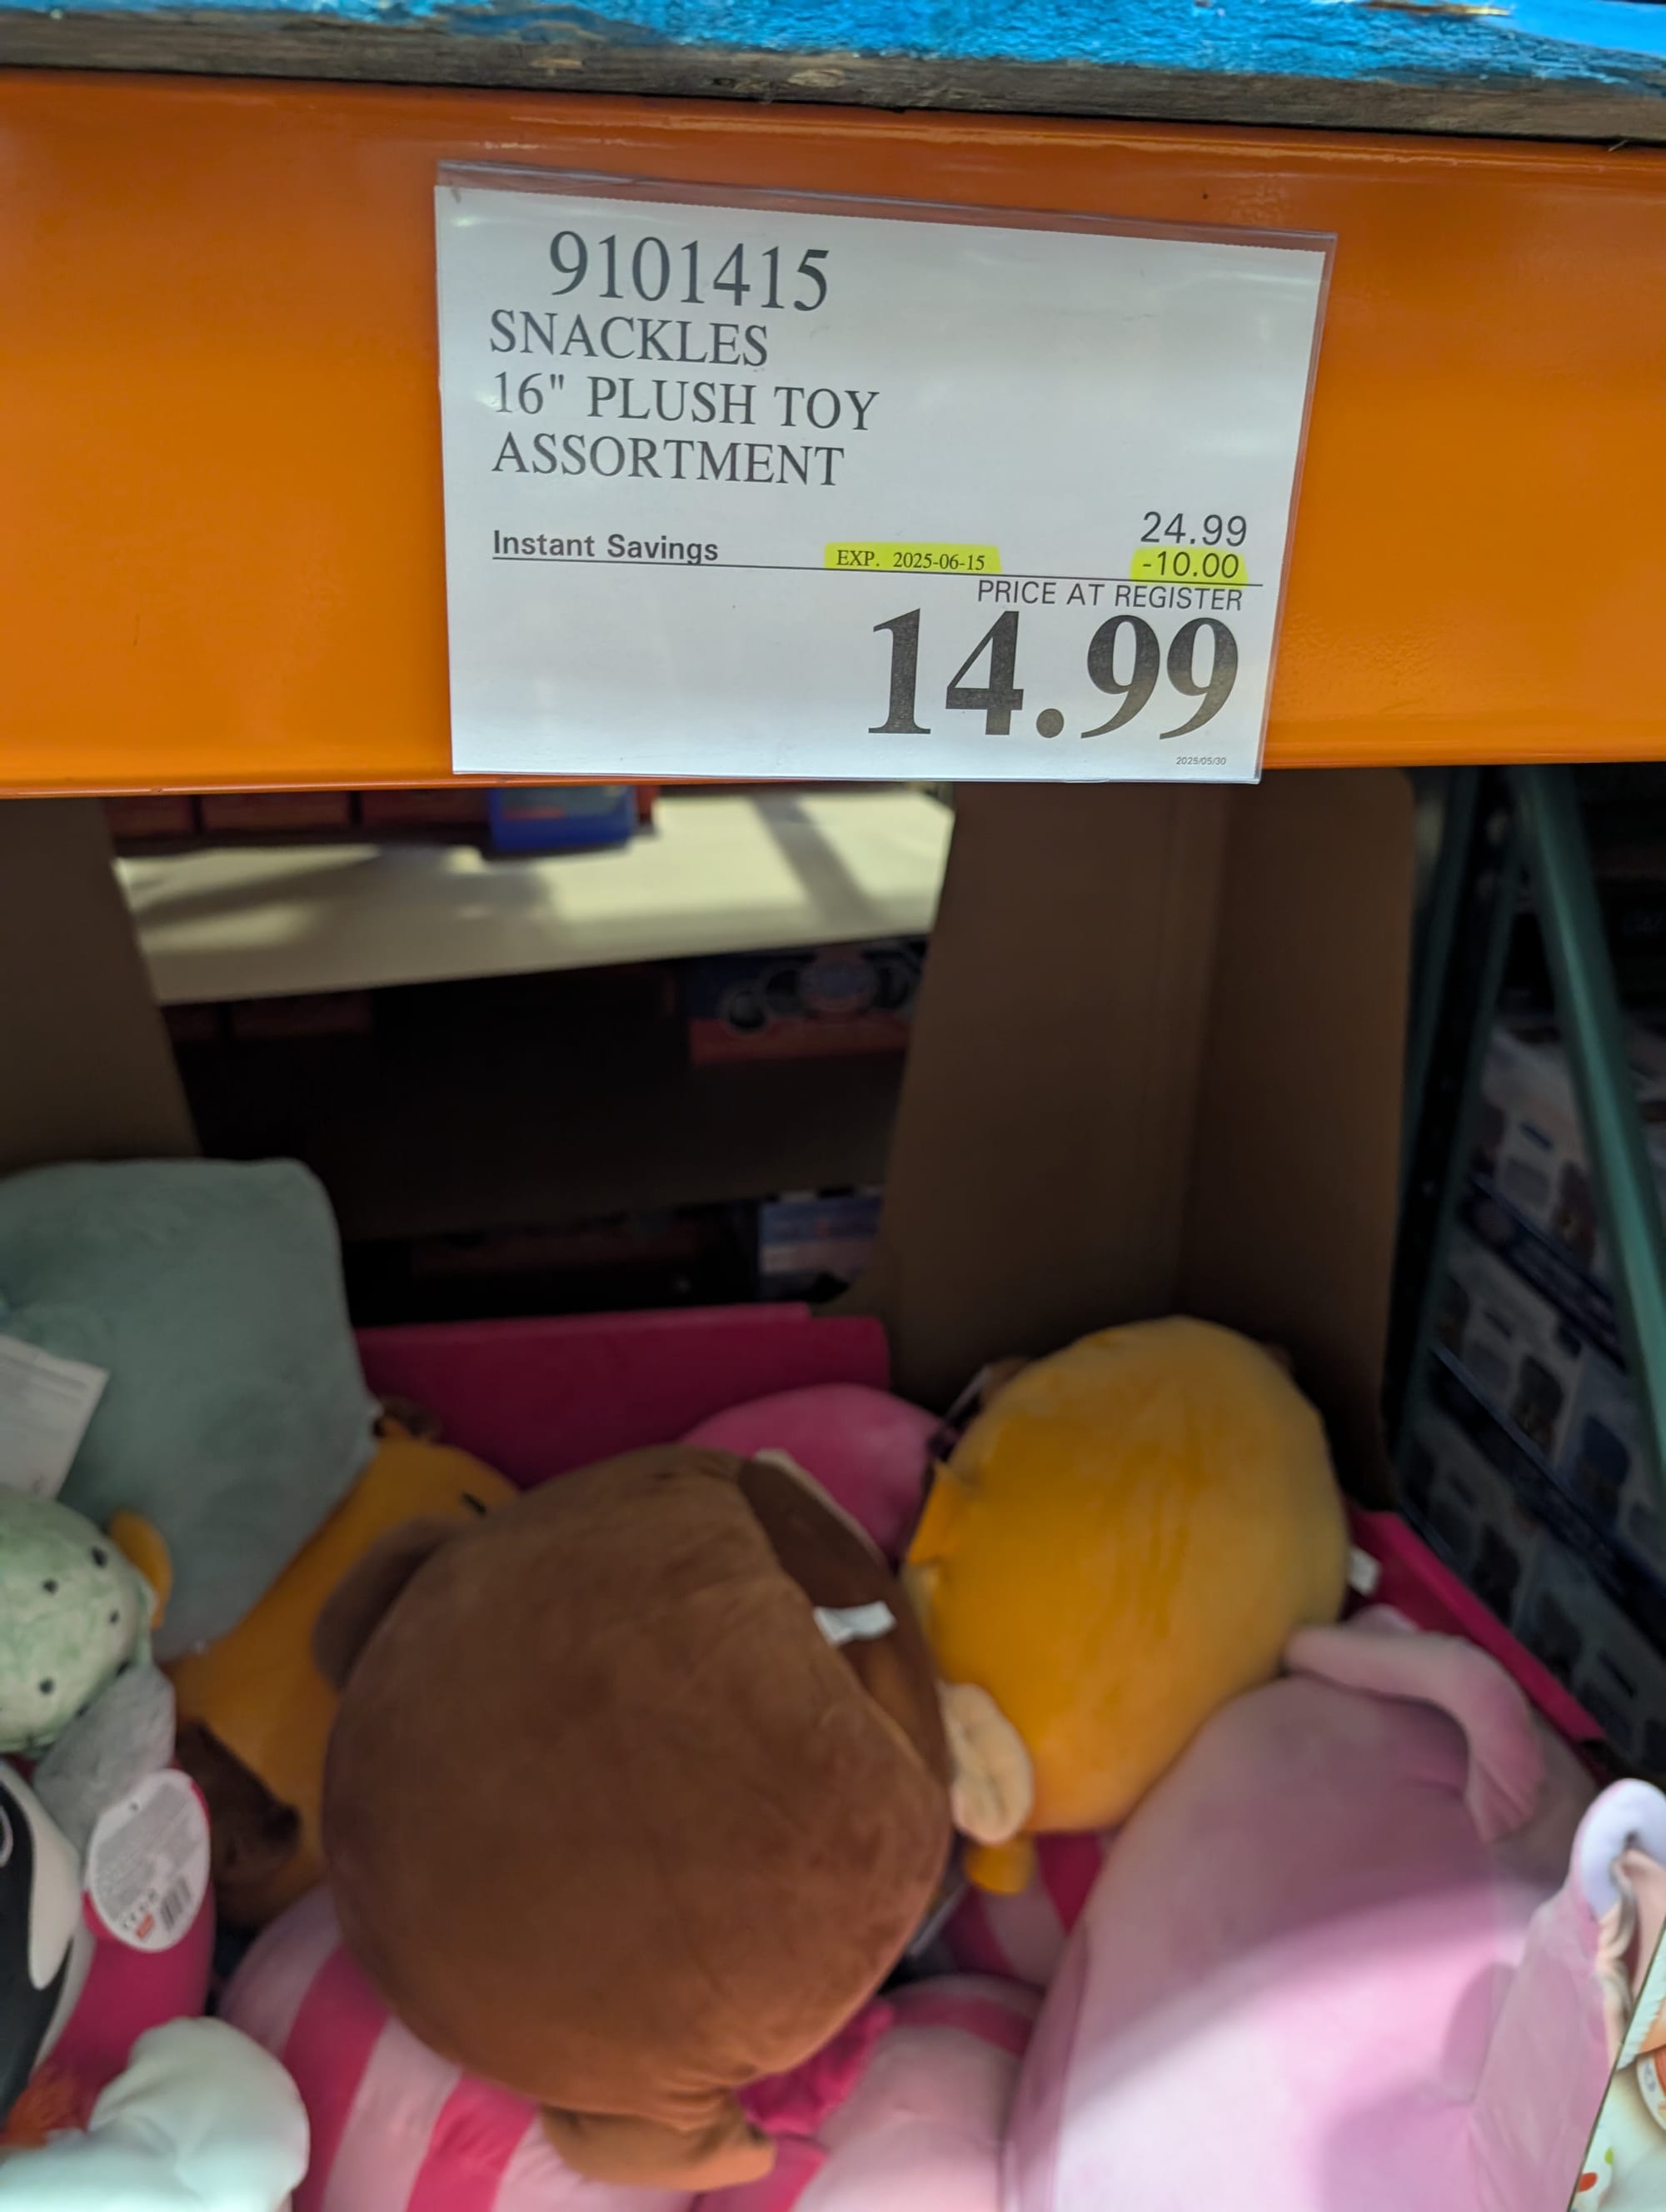 9101415
SNACKLES
16" PLUSH TOY
ASSORTMENT
24.99
Instant Savings EXP. 2025-06-15 -10.00
PRICE AT REGISTER
14.99
2025/05/30